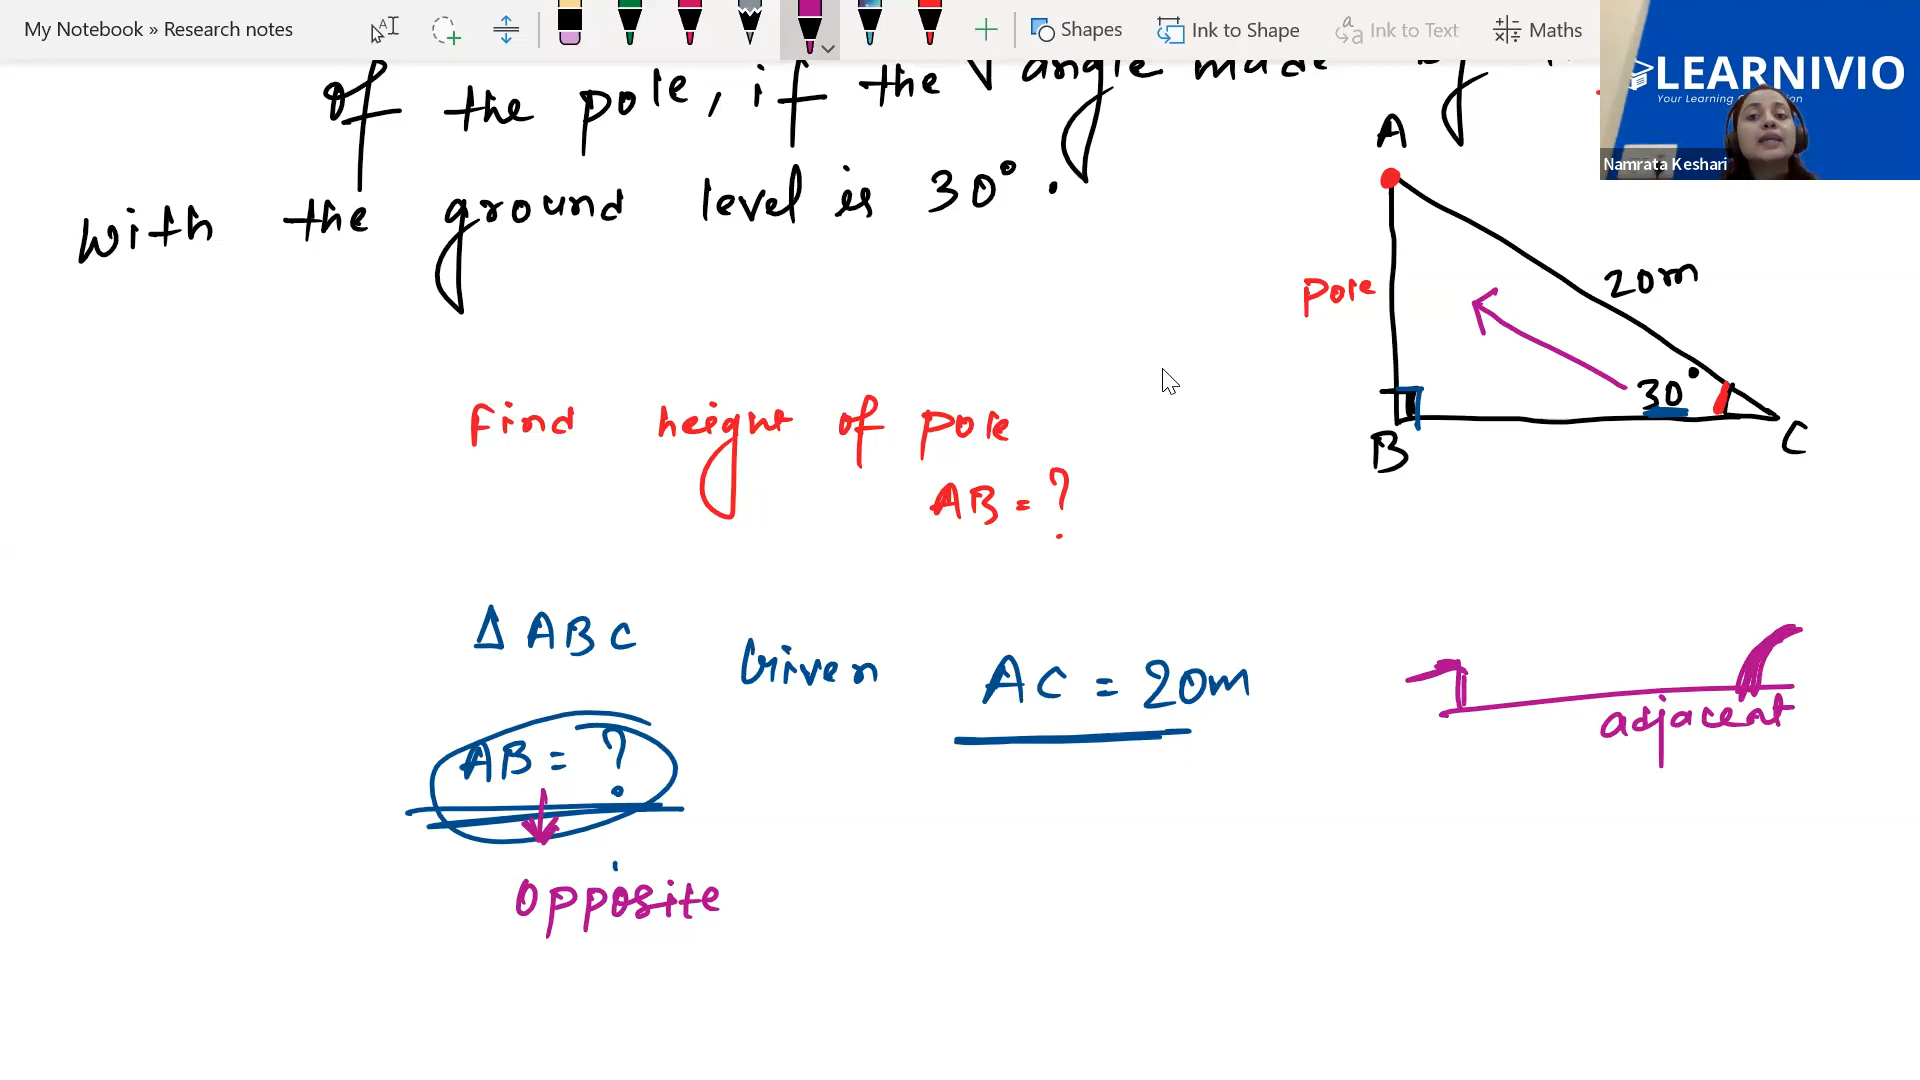 My Notebook » Research notes
Shapes
Ink to Shape
Ink to Text
Maths
LEARNIVIO
Namrata Keshari
of the pole, if the angle made by
with the ground level is 30°.
A
Pole
20m
30°
B
C
Find height of pole
AB = ?
Δ ABC
Given
AC = 20m
AB = ?
opposite
adjacent